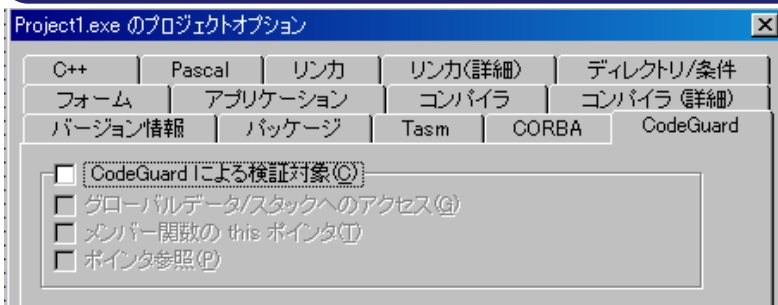 Project1.exe のプロジェクトオプション
C++ Pascal リンカ リンカ(詳細) ディレクトリ/条件
フォーム アプリケーション コンパイラ コンパイラ(詳細)
バージョン情報 パッケージ Tasm CORBA CodeGuard
CodeGuard による検証対象(C)
グローバルデータ/スタックへのアクセス(G)
メンバー関数の this ポインタ(T)
ポインタ参照(P)